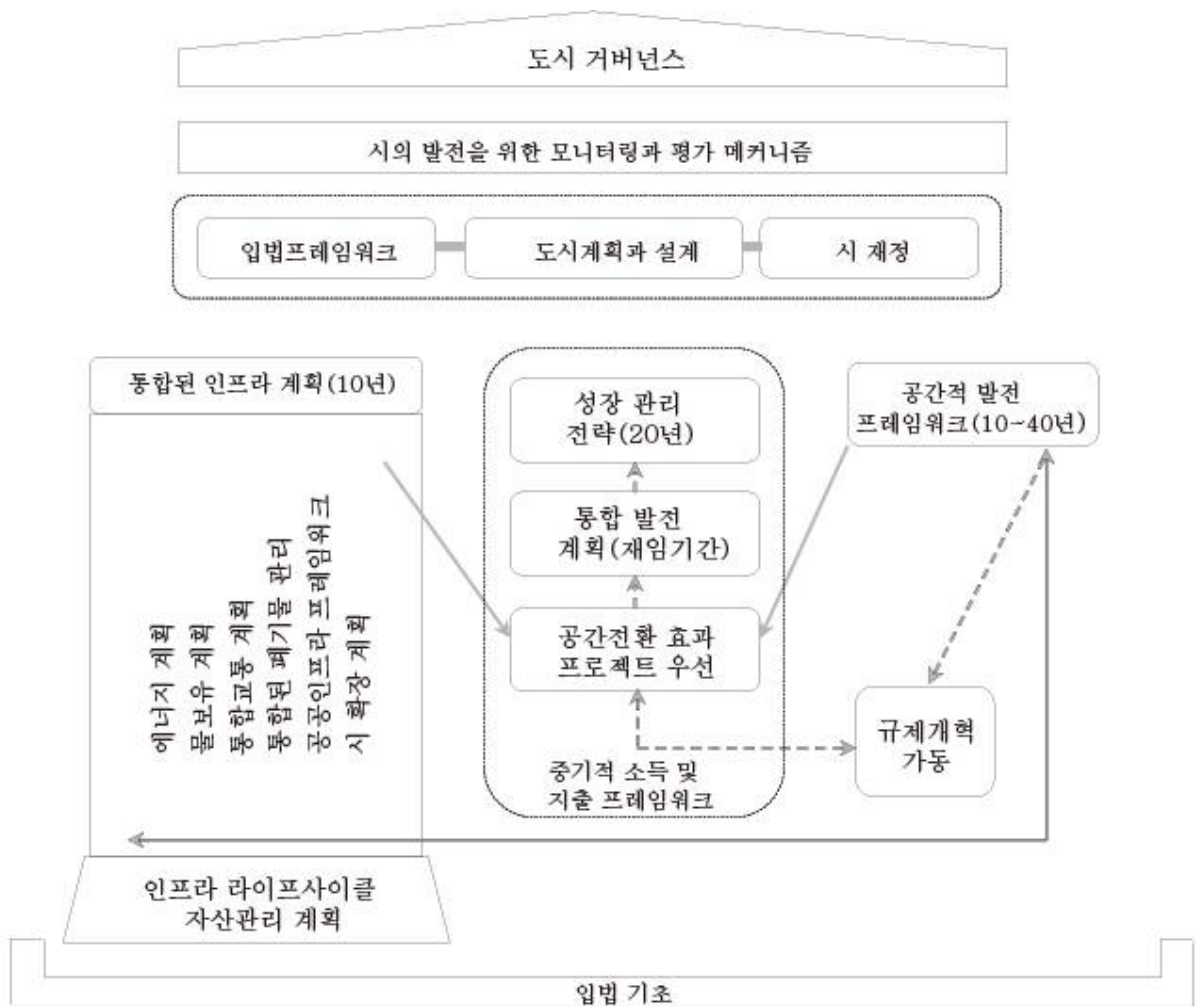 도시 거버넌스
시의 발전을 위한 모니터링과 평가 메커니즘
입법프레임워크
도시계획과 설계
시 재정
통합된 인프라 계획(10년)
에너지 계획
물보유 계획
통합교통 계획
통합된 폐기물 관리
공공인프라 프레임워크
시 확장 계획
성장 관리
전략(20년)
통합 발전
계획(재임기간)
공간전환 효과
프로젝트 우선
중기적 소득 및
지출 프레임워크
공간적 발전
프레임워크(10~40년)
규제개혁
가동
인프라 라이프사이클
자산관리 계획
입법 기초